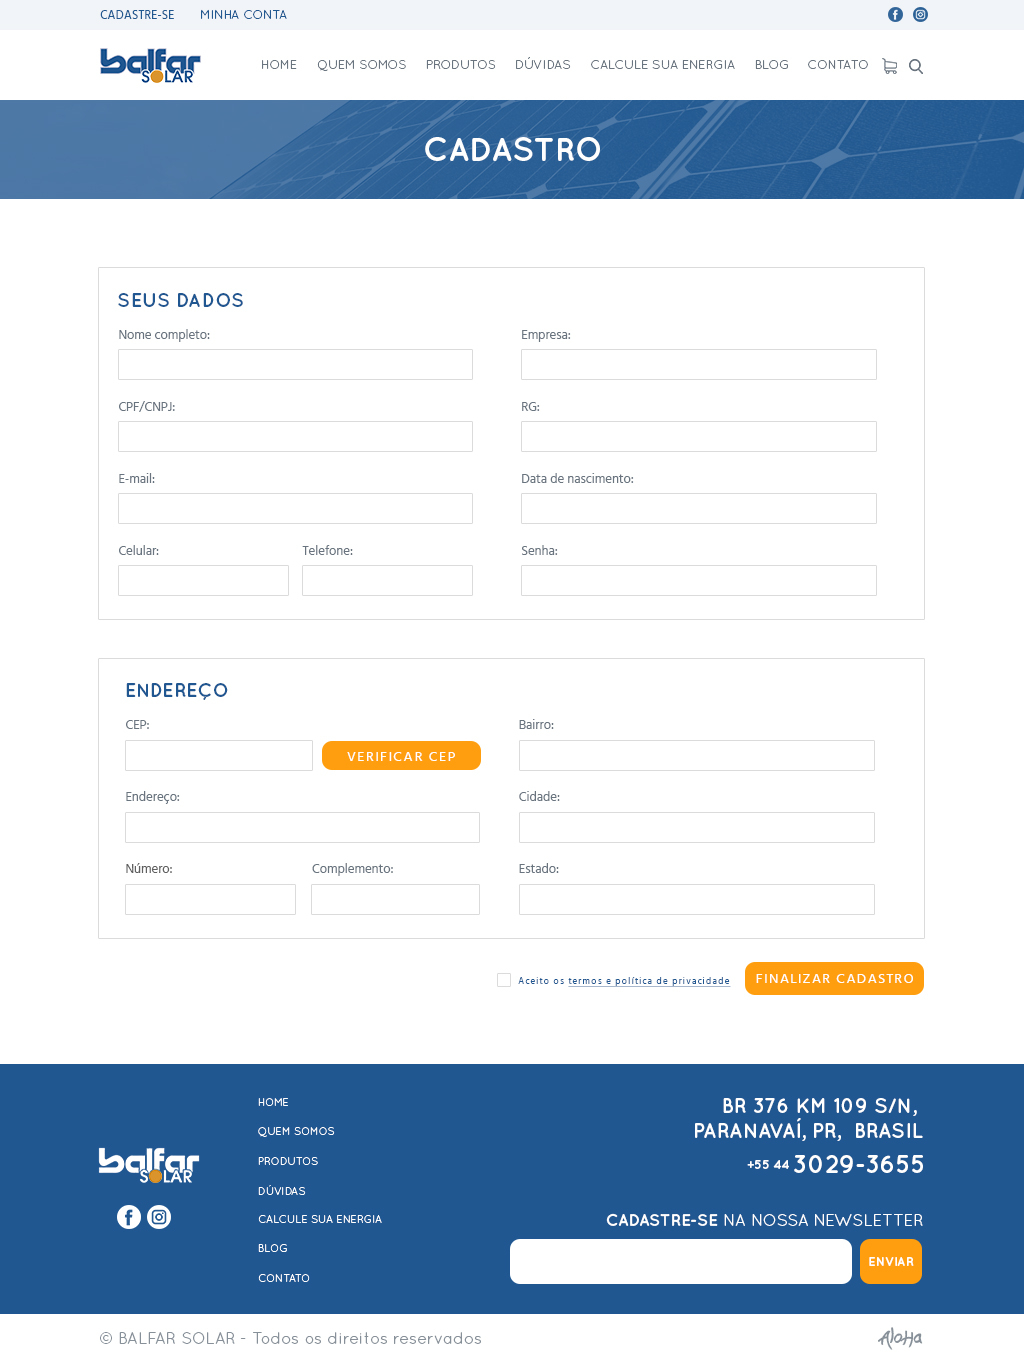 CADASTRE-SE MINHA CONTA
balfar SOLAR
HOME QUEM SOMOS PRODUTOS DÚVIDAS CALCULE SUA ENERGIA BLOG CONTATO
CADASTRO
SEUS DADOS
Nome completo: Empresa:
CPF/CNPJ: RG:
E-mail: Data de nascimento:
Celular: Telefone: Senha:
ENDEREÇO
CEP: Bairro:
VERIFICAR CEP
Endereço: Cidade:
Número: Complemento: Estado:
Aceito os termos e política de privacidade FINALIZAR CADASTRO
balfar SOLAR
HOME
QUEM SOMOS
PRODUTOS
DÚVIDAS
CALCULE SUA ENERGIA
BLOG
CONTATO
BR 376 KM 109 S/N,
PARANAVAÍ, PR, BRASIL
+55 44 3029-3655
CADASTRE-SE NA NOSSA NEWSLETTER
ENVIAR
© BALFAR SOLAR - Todos os direitos reservados
Aloha